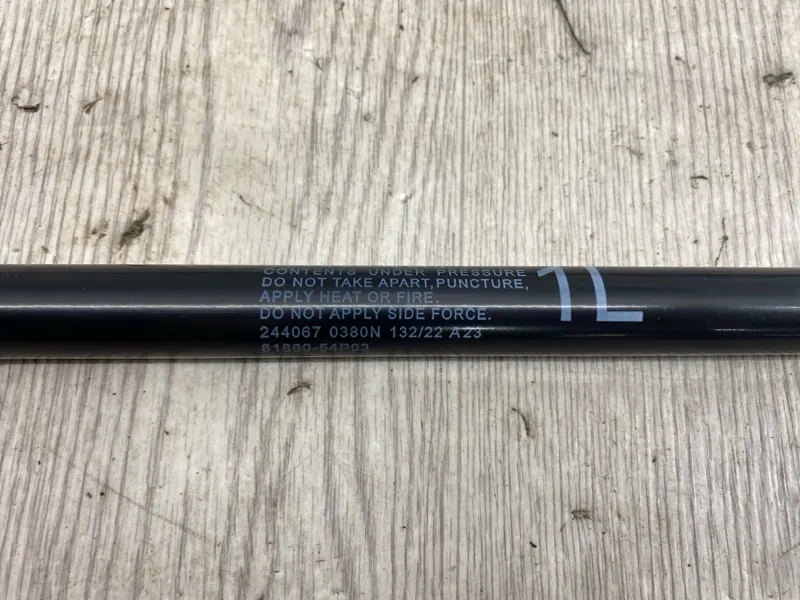 CONTENTS UNDER PRESSURE
DO NOT TAKE APART, PUNCTURE,
APPLY HEAT OR FIRE.
DO NOT APPLY SIDE FORCE.
244067 0380N 132/22 A23
81860-54P03
1L